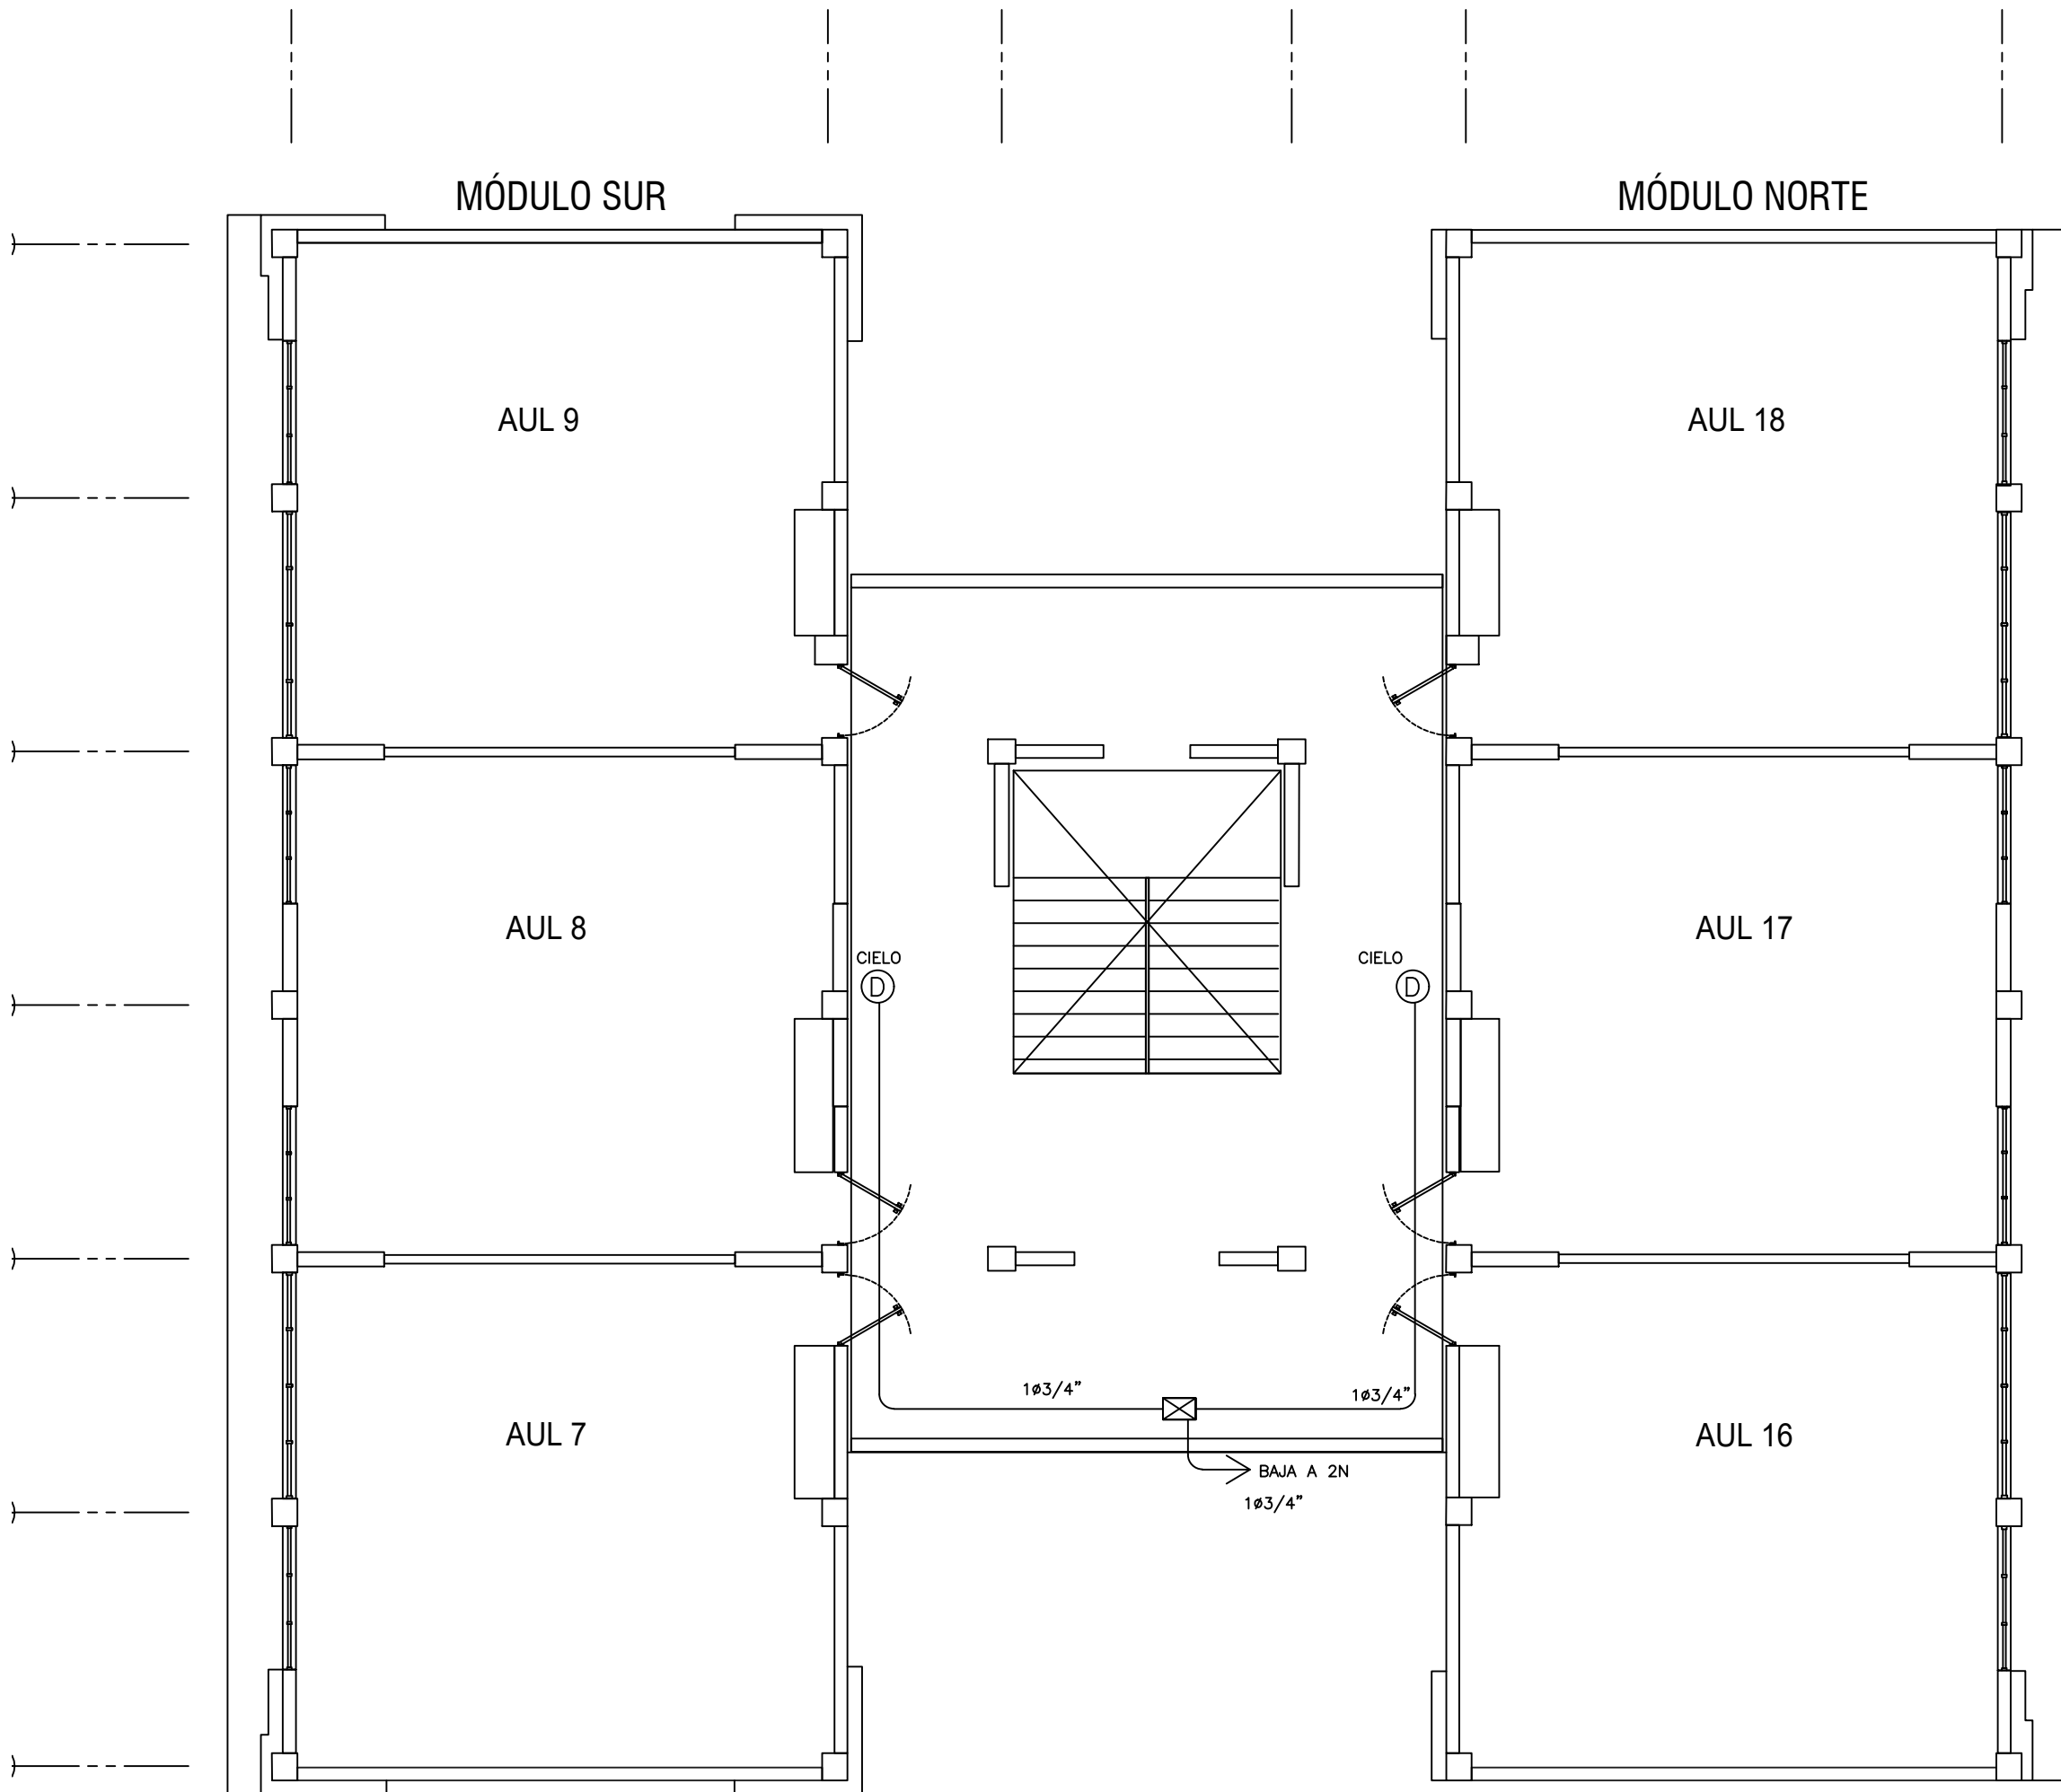 MÓDULO SUR
MÓDULO NORTE
AUL 9
AUL 18
AUL 8
AUL 17
CIELO
CIELO
D
D
1ø3/4"
1ø3/4"
AUL 7
AUL 16
BAJA A 2N
1ø3/4"